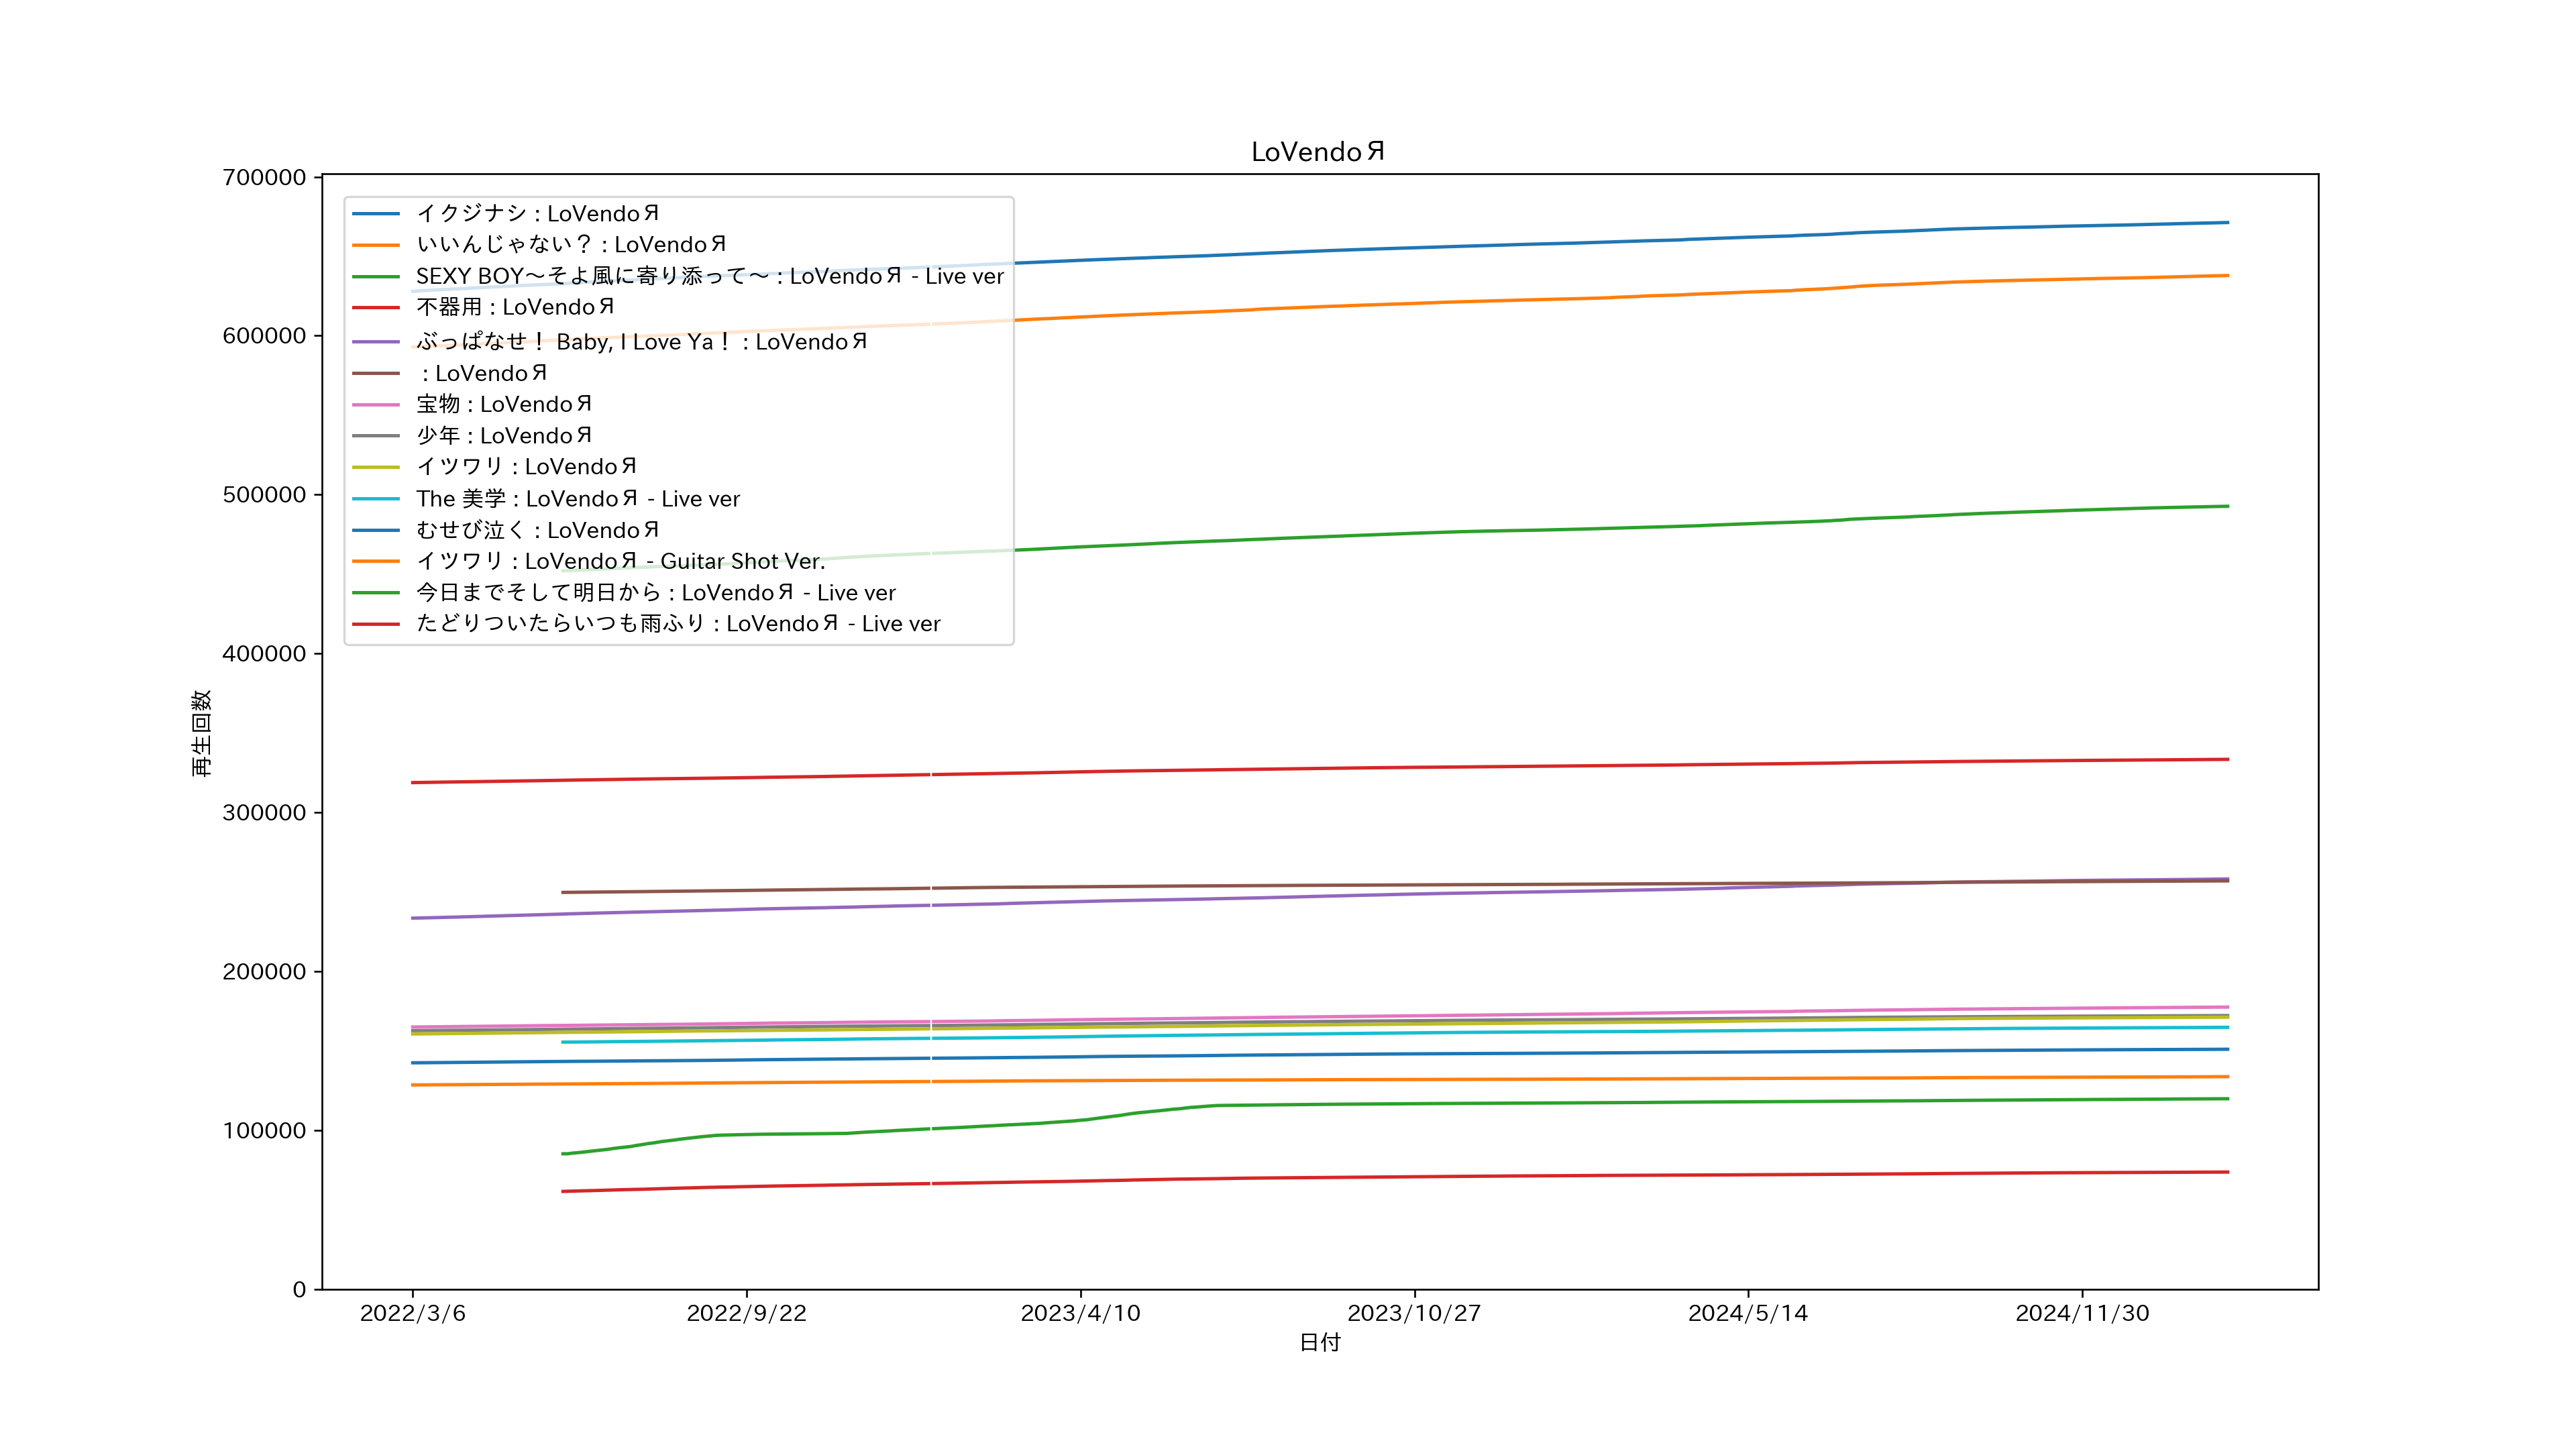 LoVendoЯ
700000
600000
500000
400000
300000
200000
100000
0
再生回数
イクジナシ : LoVendoЯ
いいんじゃない？ : LoVendoЯ
SEXY BOY～そよ風に寄り添って～ : LoVendoЯ - Live ver
不器用 : LoVendoЯ
ぶっぱなせ！ Baby, I Love Ya！ : LoVendoЯ
: LoVendoЯ
宝物 : LoVendoЯ
少年 : LoVendoЯ
イツワリ : LoVendoЯ
The 美学 : LoVendoЯ - Live ver
むせび泣く : LoVendoЯ
イツワリ : LoVendoЯ - Guitar Shot Ver.
今日までそして明日から : LoVendoЯ - Live ver
たどりついたらいつも雨ふり : LoVendoЯ - Live ver
2022/3/6
2022/9/22
2023/4/10
2023/10/27
2024/5/14
2024/11/30
日付